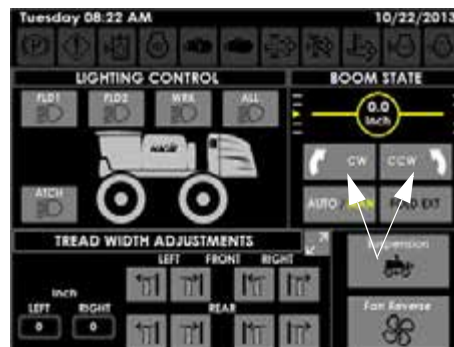 Tuesday 08:22 AM 10/22/2013
LIGHTING CONTROL
BOOM STATE
FLD1 FLD2 WRK ALL
0.0
Inch
CW CCW
ATCH
AUTO /
TREAD WIDTH ADJUSTMENTS
LEFT FRONT RIGHT
Inch
LEFT RIGHT
REAR
0 0
Fan Reverse